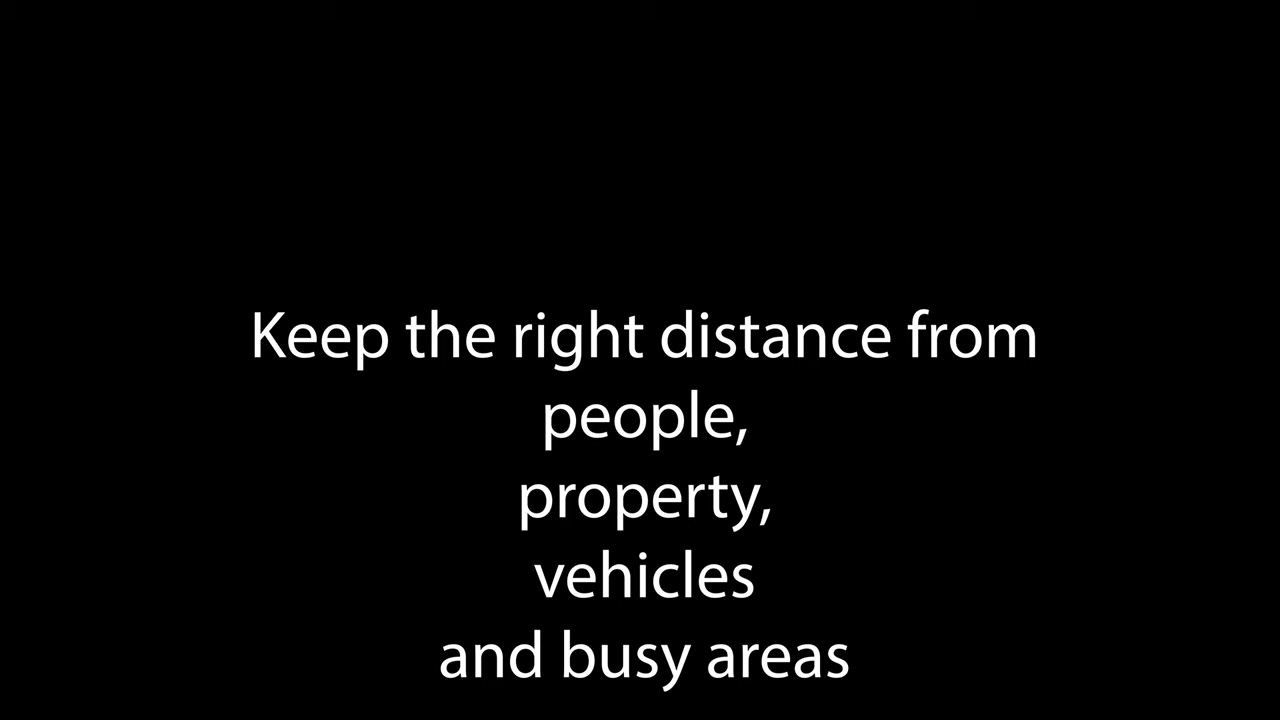 Keep the right distance from
people,
property,
vehicles
and busy areas